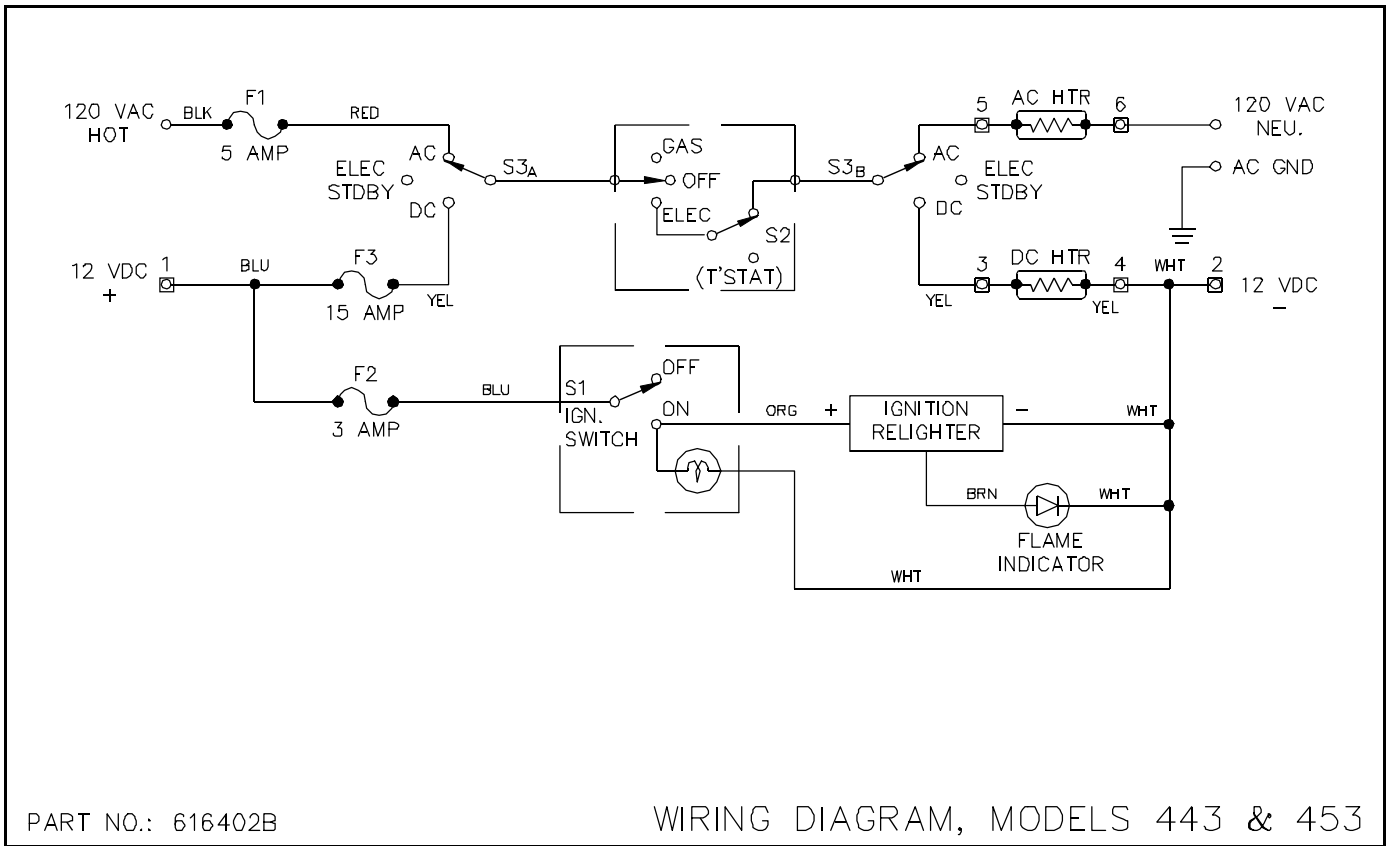 120 VAC
HOT
BLK
F1
5 AMP
RED
AC
ELEC
STDBY
DC
S3A
GAS
OFF
ELEC
S2
(T'STAT)
S3B
AC
ELEC
STDBY
DC
5
AC HTR
6
120 VAC
NEU.
AC GND
12 VDC
+
1
BLU
F3
15 AMP
YEL
YEL
3
DC HTR
4
YEL
WHT
2
12 VDC
–
F2
3 AMP
BLU
S1
IGN.
SWITCH
OFF
ON
ORG
+
IGNITION
RELIGHTER
–
WHT
BRN
WHT
FLAME
INDICATOR
WHT
PART NO.: 616402B
WIRING DIAGRAM, MODELS 443 & 453